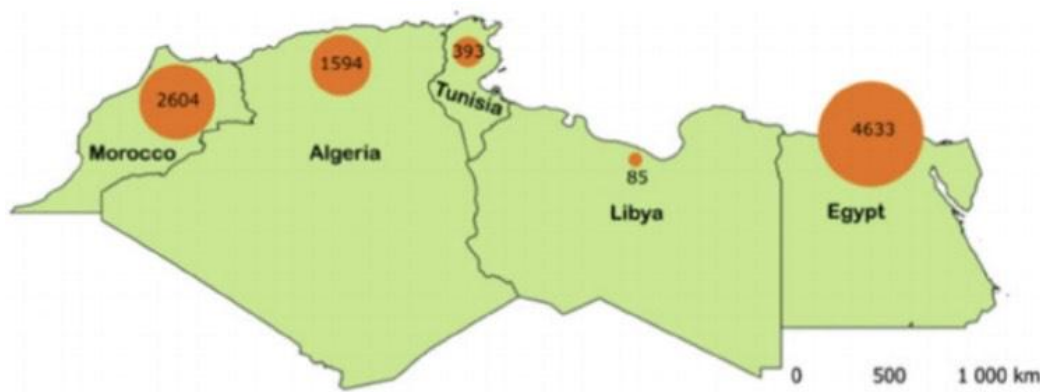 2604
Morocco
1594
Algeria
393
Tunisia
85
Libya
4633
Egypt
0 500 1 000 km